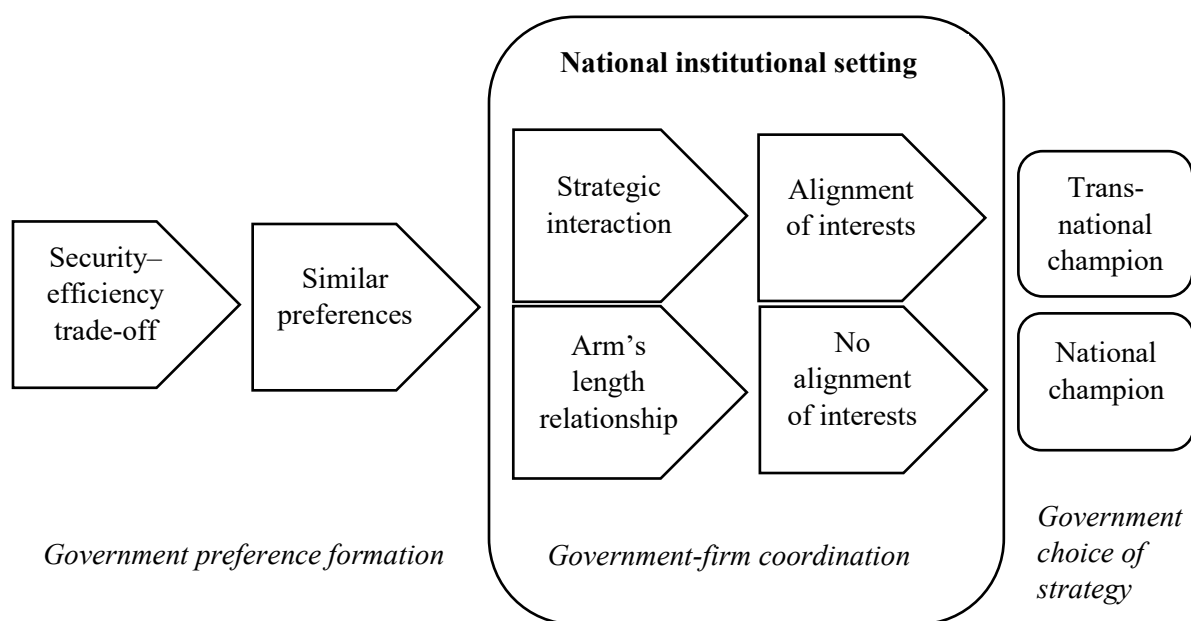 National institutional setting
Security–
efficiency
trade-off
Similar
preferences
Strategic
interaction
Alignment
of interests
Trans-
national
champion
Arm’s
length
relationship
No
alignment
of interests
National
champion
Government preference formation
Government-firm coordination
Government
choice of
strategy